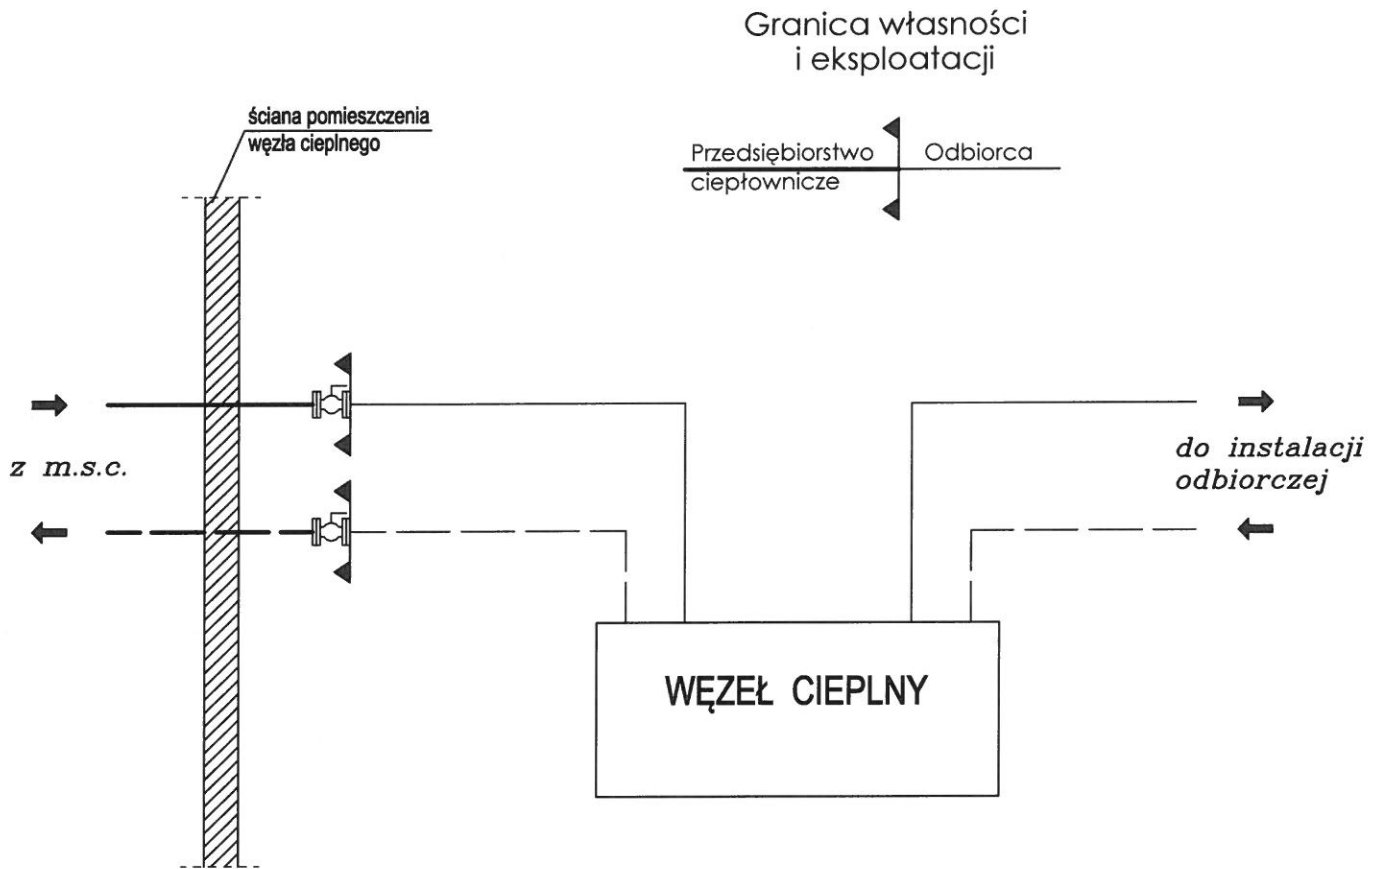 Granica własności
i eksploatacji
ściana pomieszczenia
węzła cieplnego
Przedsiębiorstwo
ciepłownicze
Odbiorca
z m.s.c.
do instalacji
odbiorczej
WĘZEŁ CIEPLNY